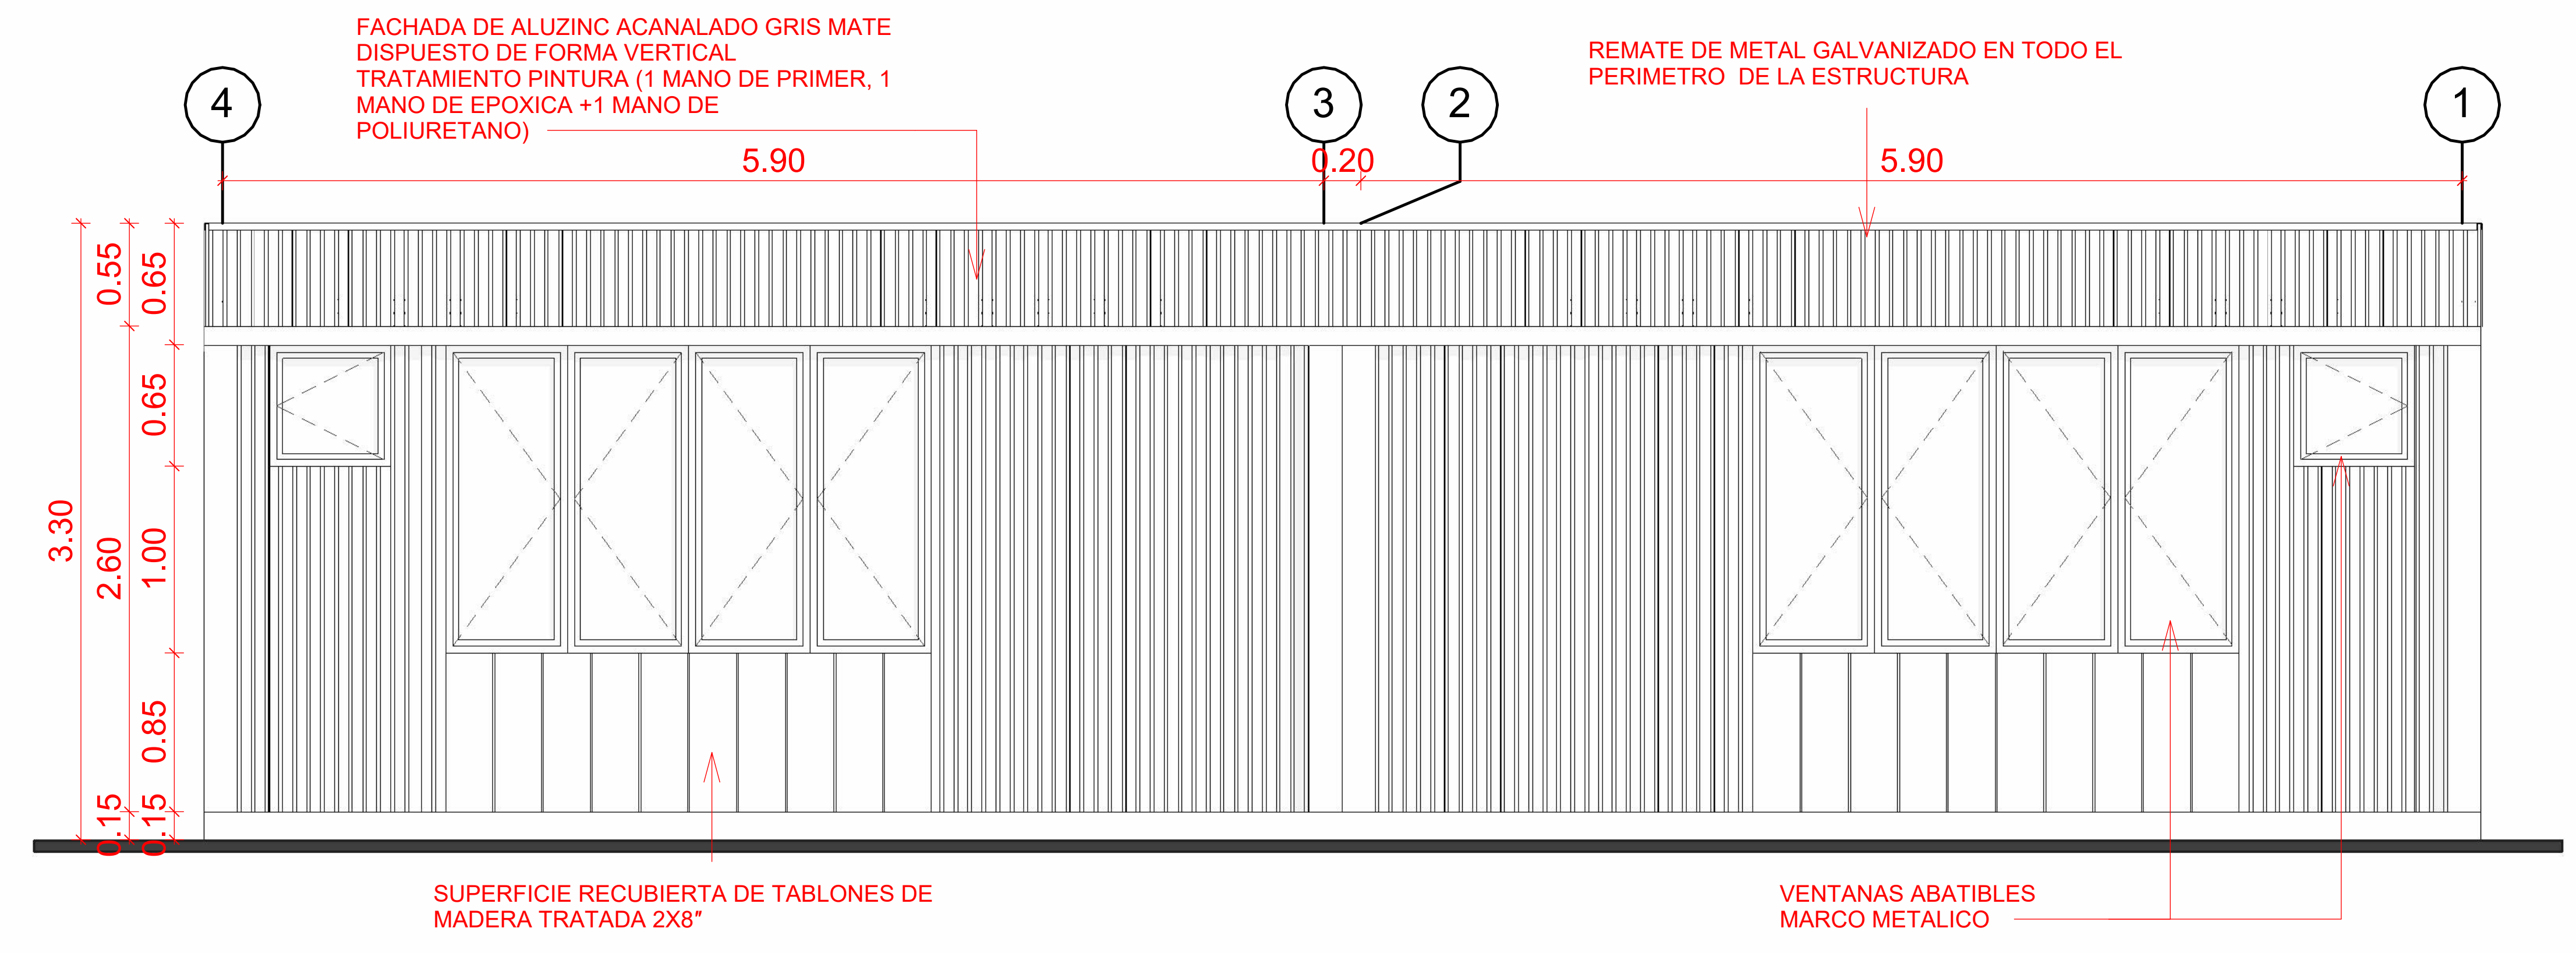 FACHADA DE ALUZINC ACANALADO GRIS MATE
DISPUESTO DE FORMA VERTICAL
TRATAMIENTO PINTURA (1 MANO DE PRIMER, 1
MANO DE EPOXICA +1 MANO DE
POLIURETANO)
REMATE DE METAL GALVANIZADO EN TODO EL
PERIMETRO DE LA ESTRUCTURA
4
3
2
1
5.90
0.20
5.90
3.30
0.55
2.60
0.15
0.65
0.65
1.00
0.85
0.15
SUPERFICIE RECUBIERTA DE TABLONES DE
MADERA TRATADA 2X8"
VENTANAS ABATIBLES
MARCO METALICO